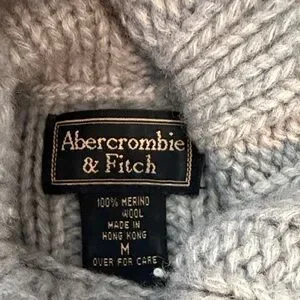 Abercrombie
& Fitch
100% MERINO
WOOL
MADE IN
HONG KONG
M
OVER FOR CARE